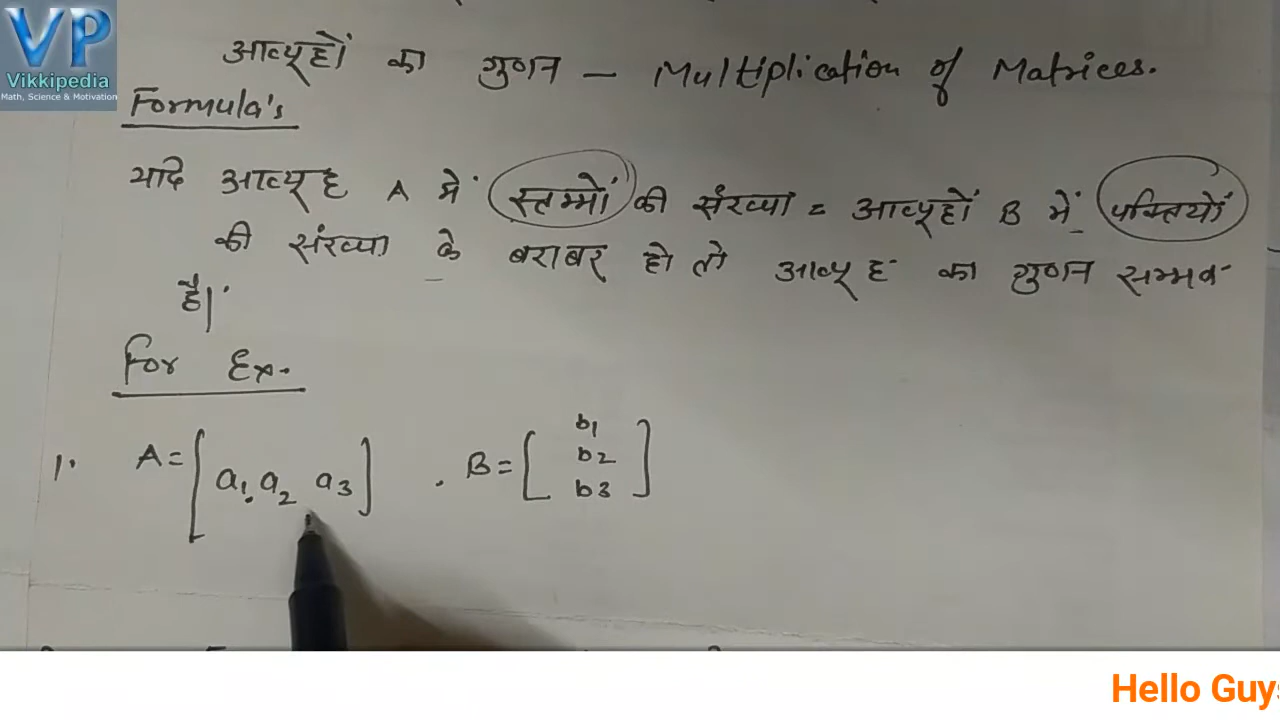 VP
Vikkipedia
Math, Science & Motivation
आव्यूहों का गुणन — Multiplication of Matrices.
Formula's
यदि आव्यूह A में स्तम्भों की संख्या = आव्यूहों B में पंक्तियों
की संख्या के बराबर हो तो आव्यूह का गुणन सम्भव
है।
For Ex.
1. A = [ a₁ a₂ a₃ ] . B = [ b₁
b₂
b₃ ]
Hello Guys